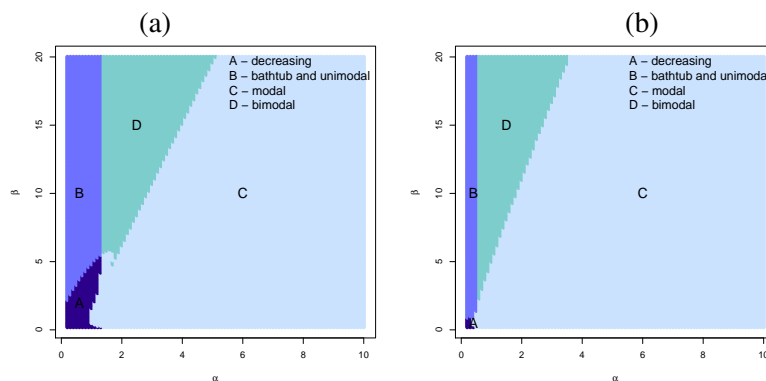 (a)
A – decreasing
B – bathtub and unimodal
C – modal
D – bimodal
D
B
C
A
β
0 5 10 15 20
0 2 4 6 8 10
α
(b)
A – decreasing
B – bathtub and unimoda
C – modal
D – bimodal
D
B
C
A
β
0 5 10 15 20
0 2 4 6 8 10
α